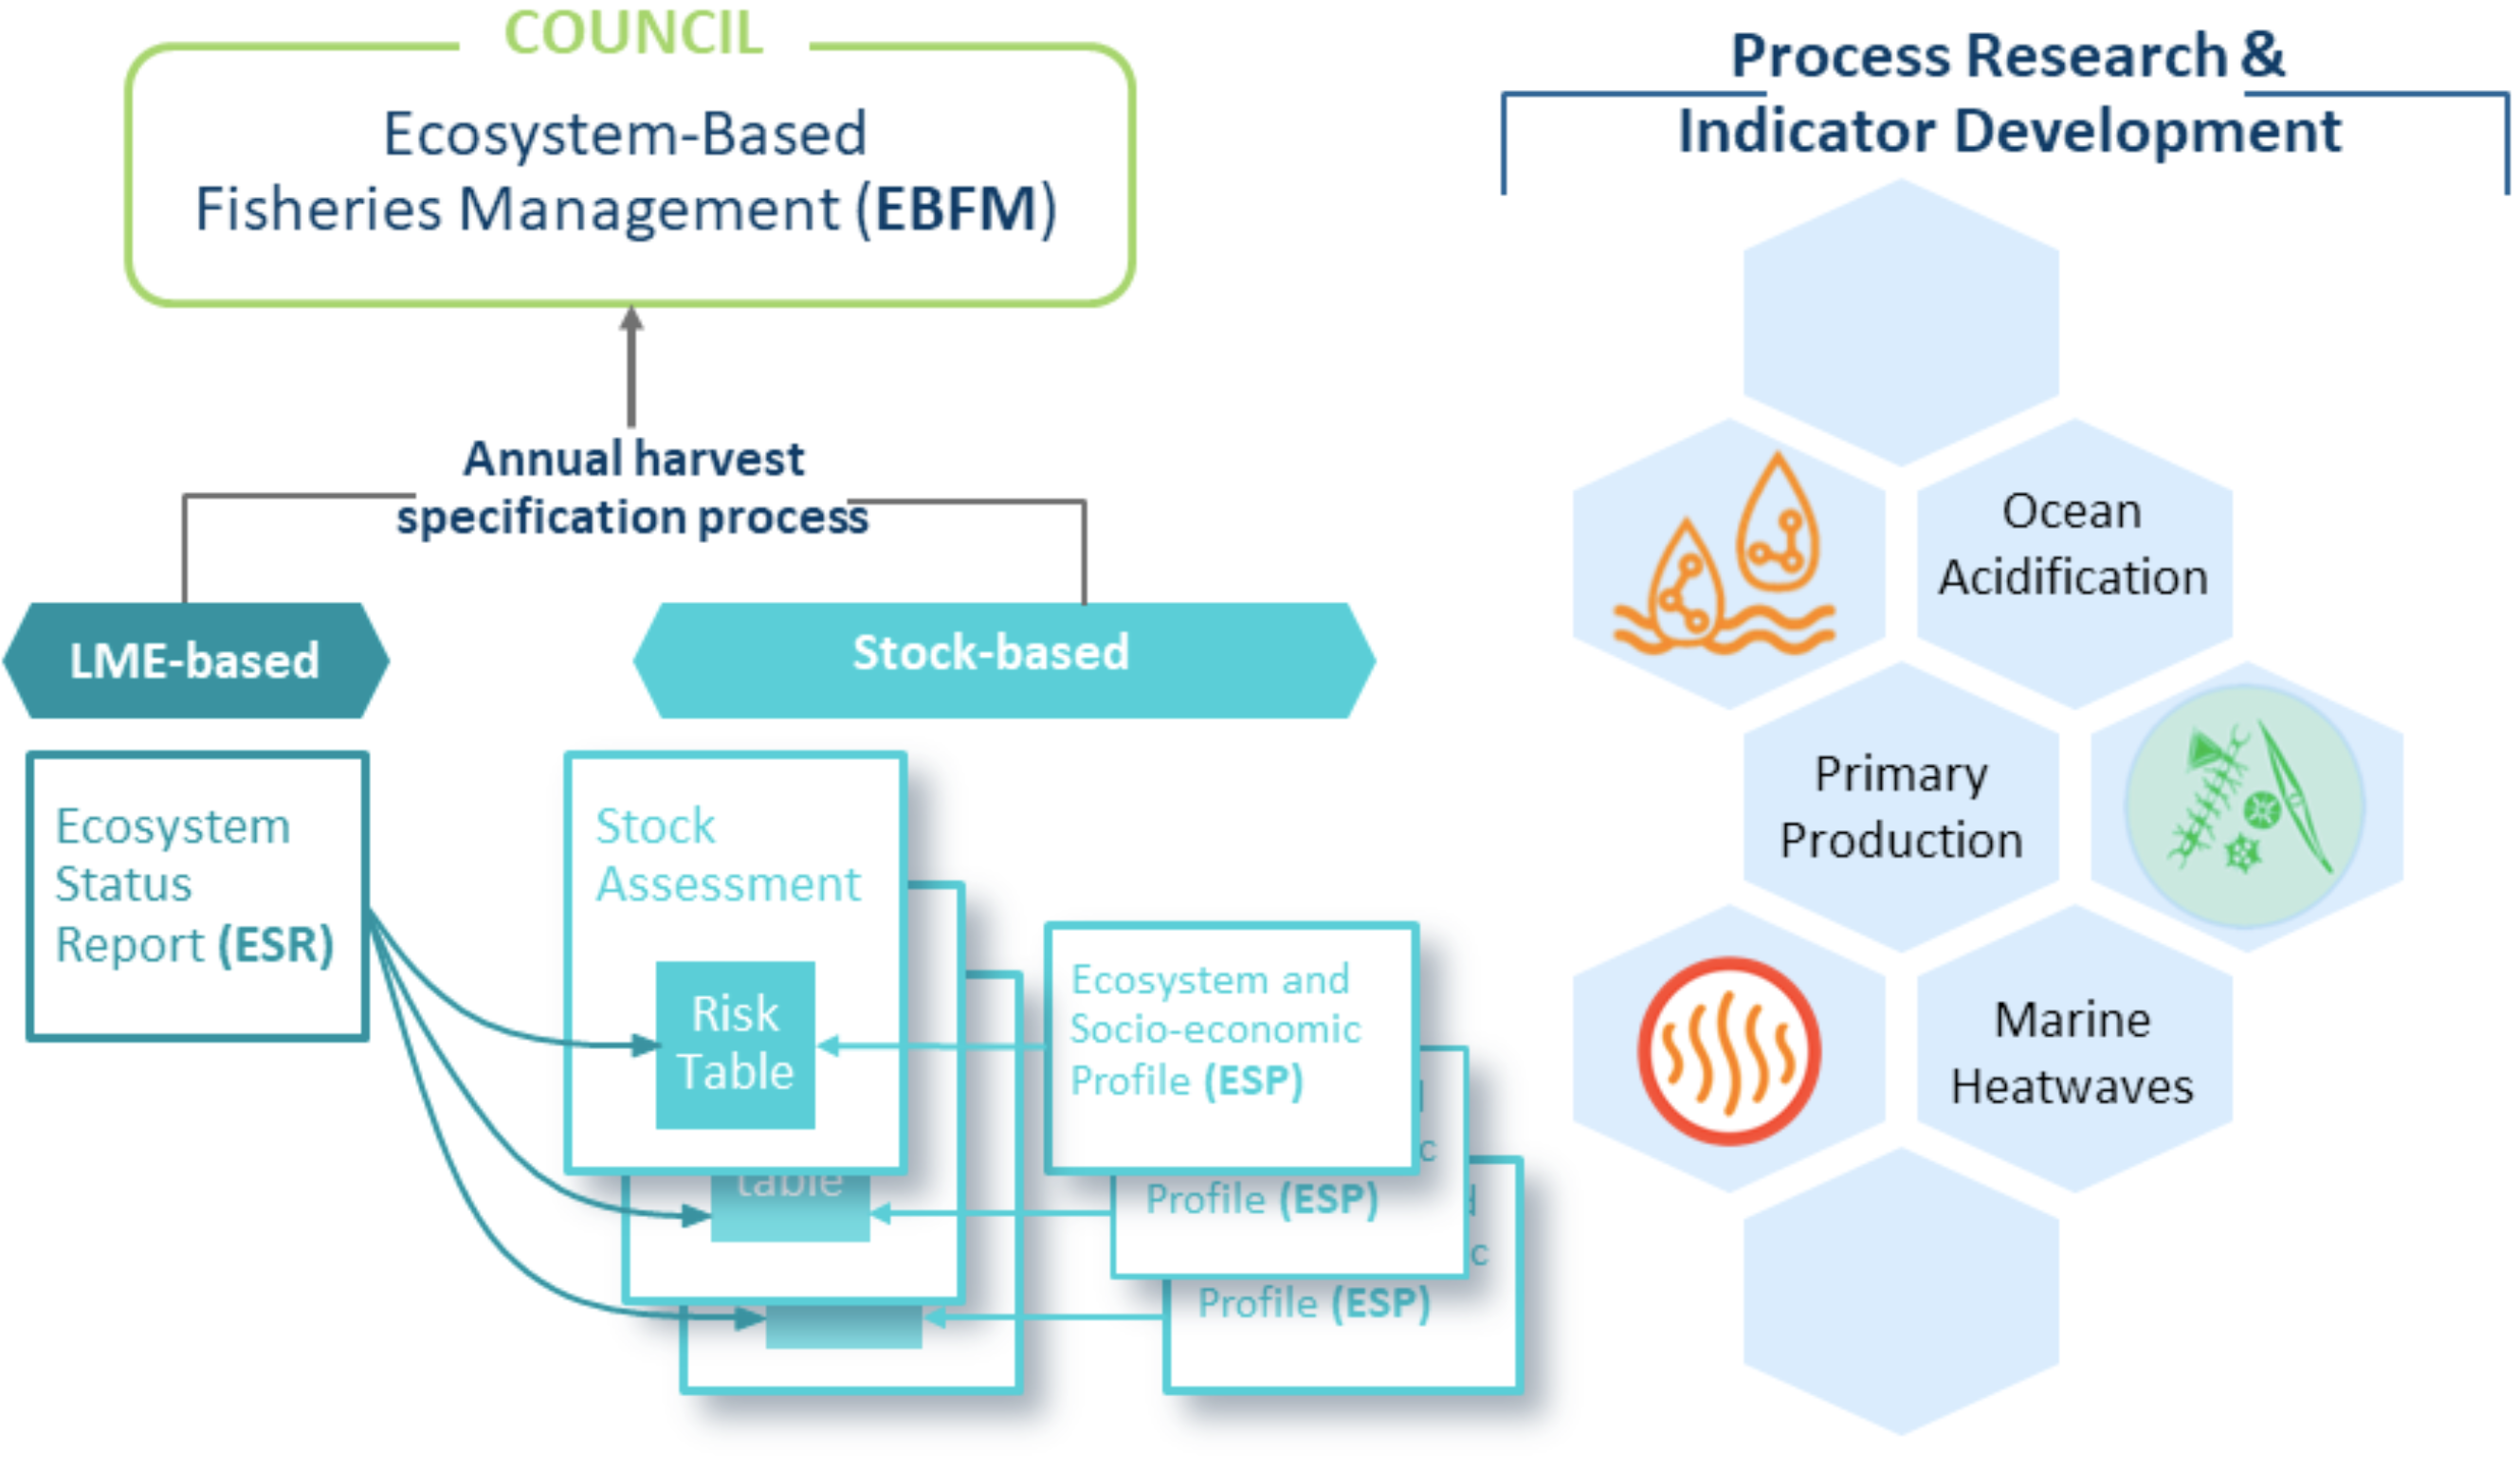 COUNCIL
Ecosystem-Based
Fisheries Management (EBFM)
Annual harvest
specification process
LME-based
Stock-based
Ecosystem
Status
Report (ESR)
Stock
Assessment
Risk
Table
table
Ecosystem and
Socio-economic
Profile (ESP)
Profile (ESP)
Profile (ESP)
Process Research &
Indicator Development
Ocean
Acidification
Primary
Production
Marine
Heatwaves